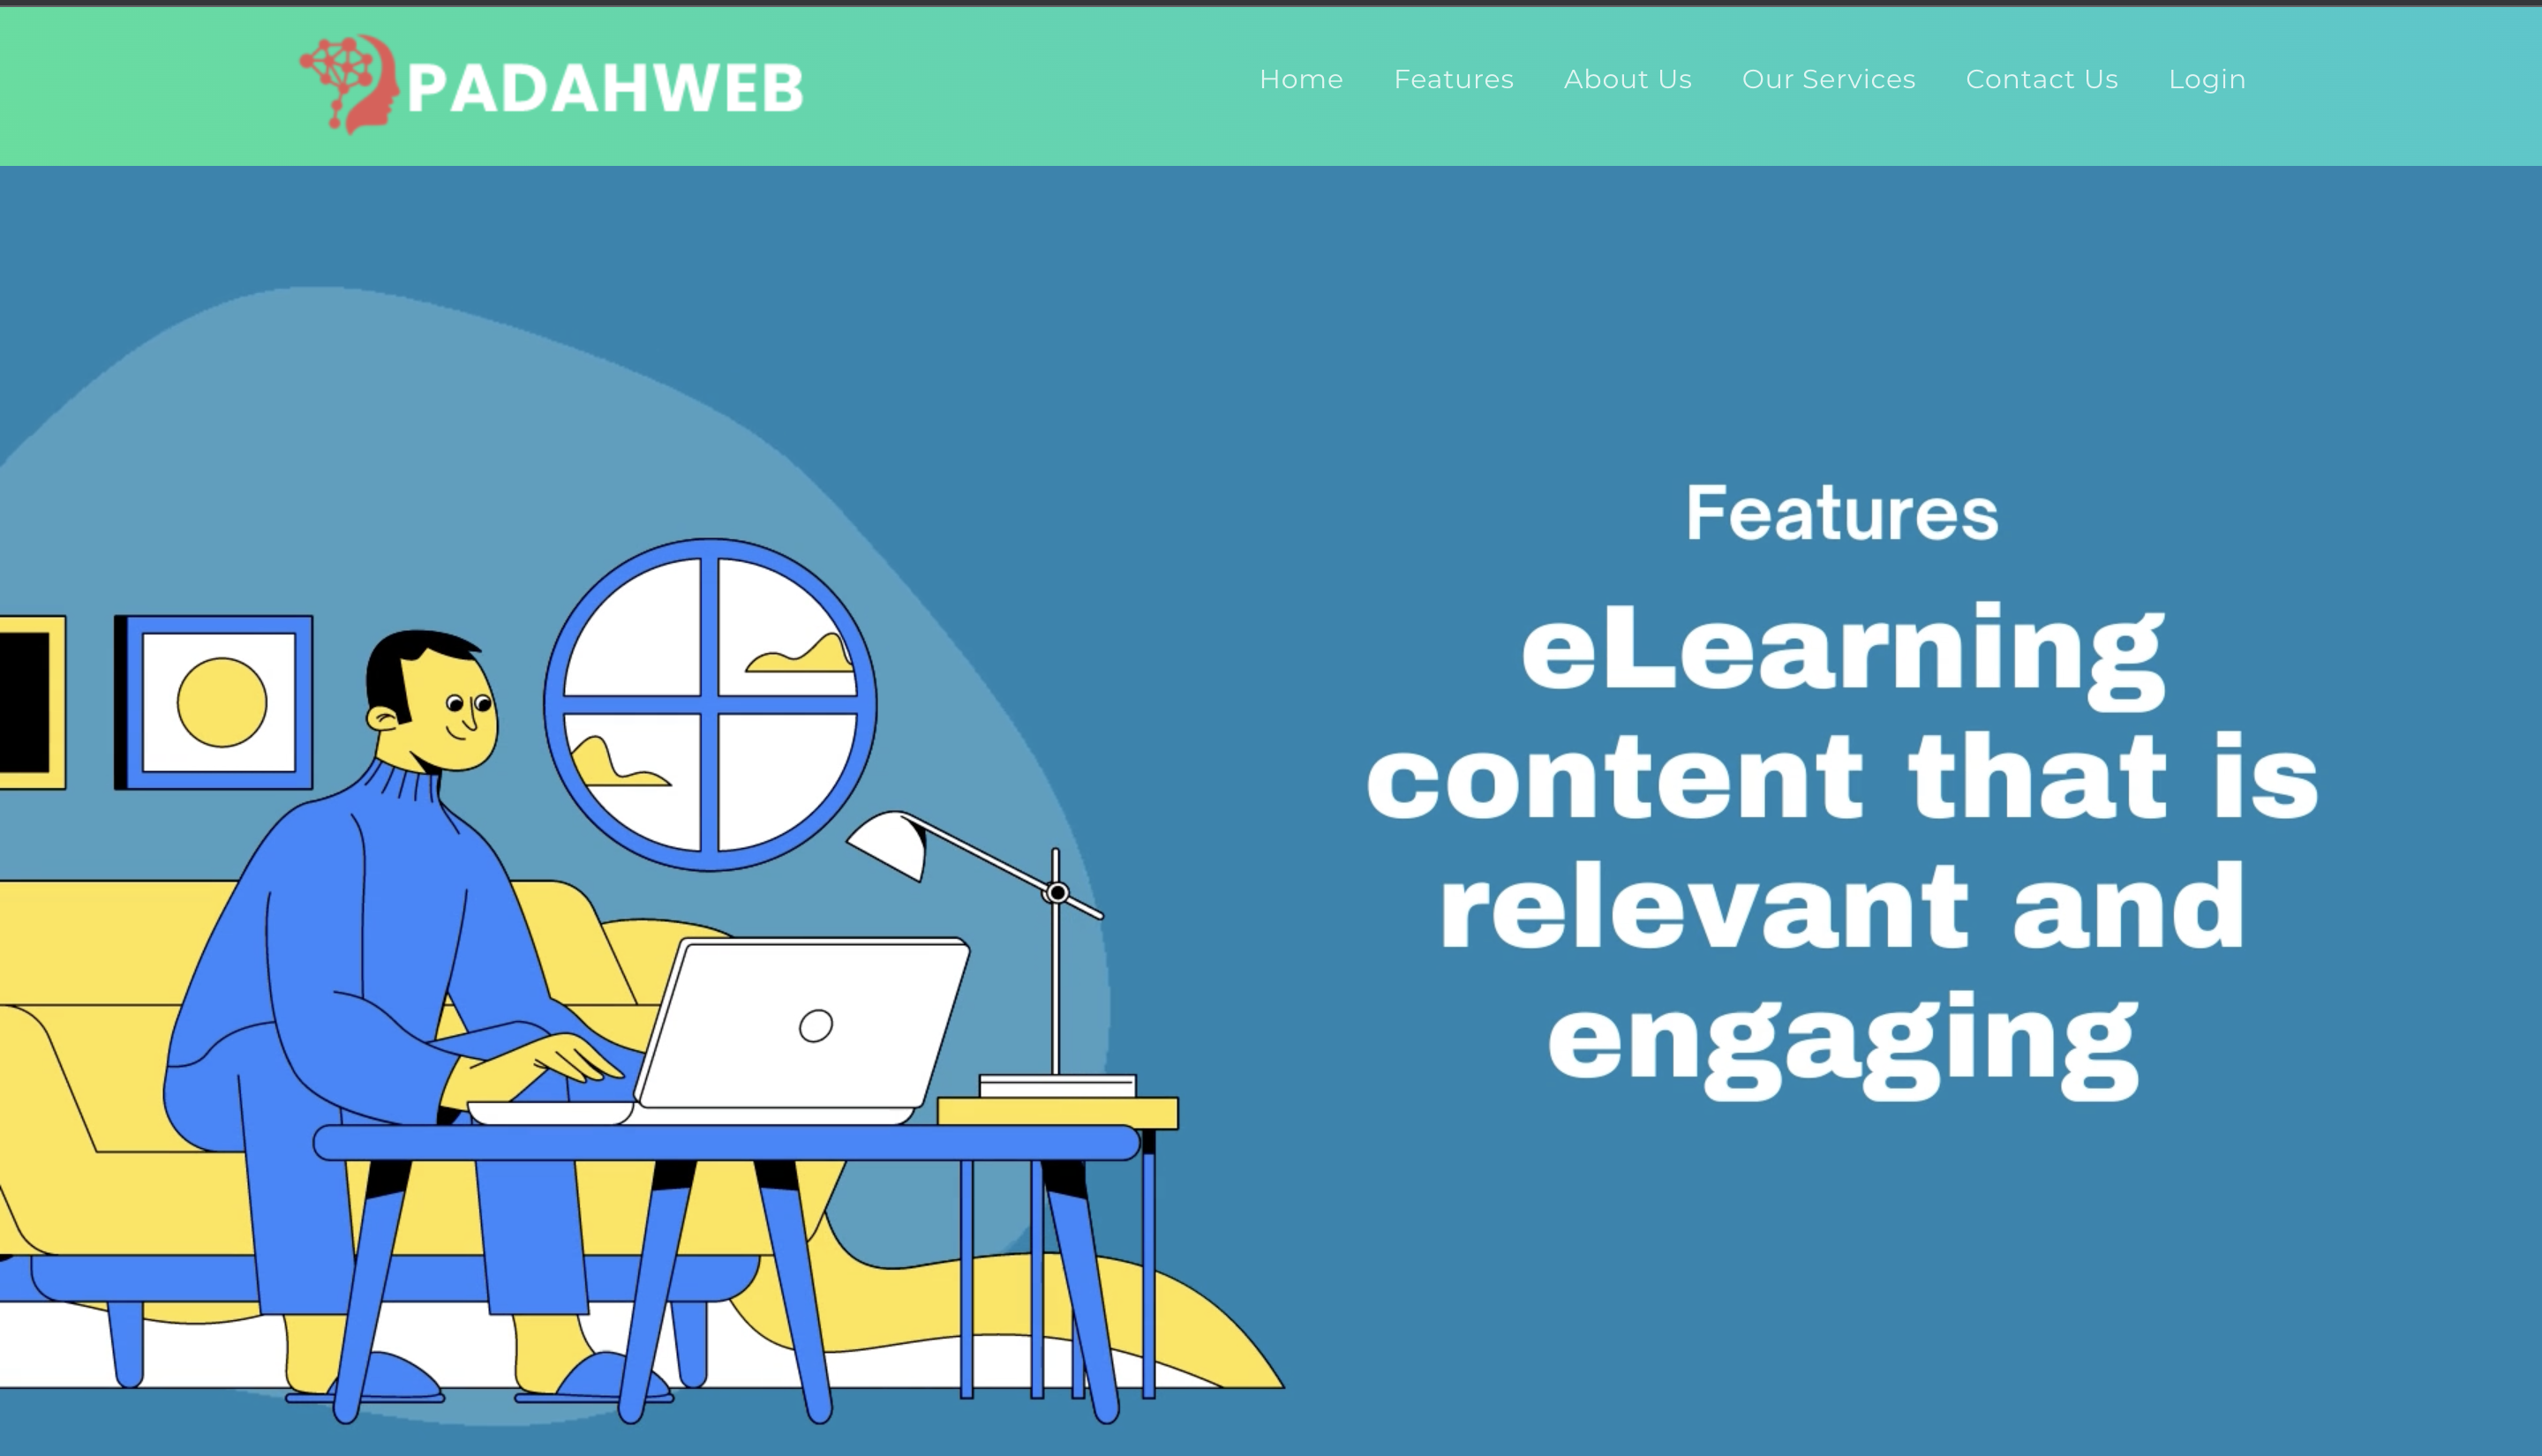 PADAHWEB
Home Features About Us Our Services Contact Us Login
Features
eLearning
content that is
relevant and
engaging